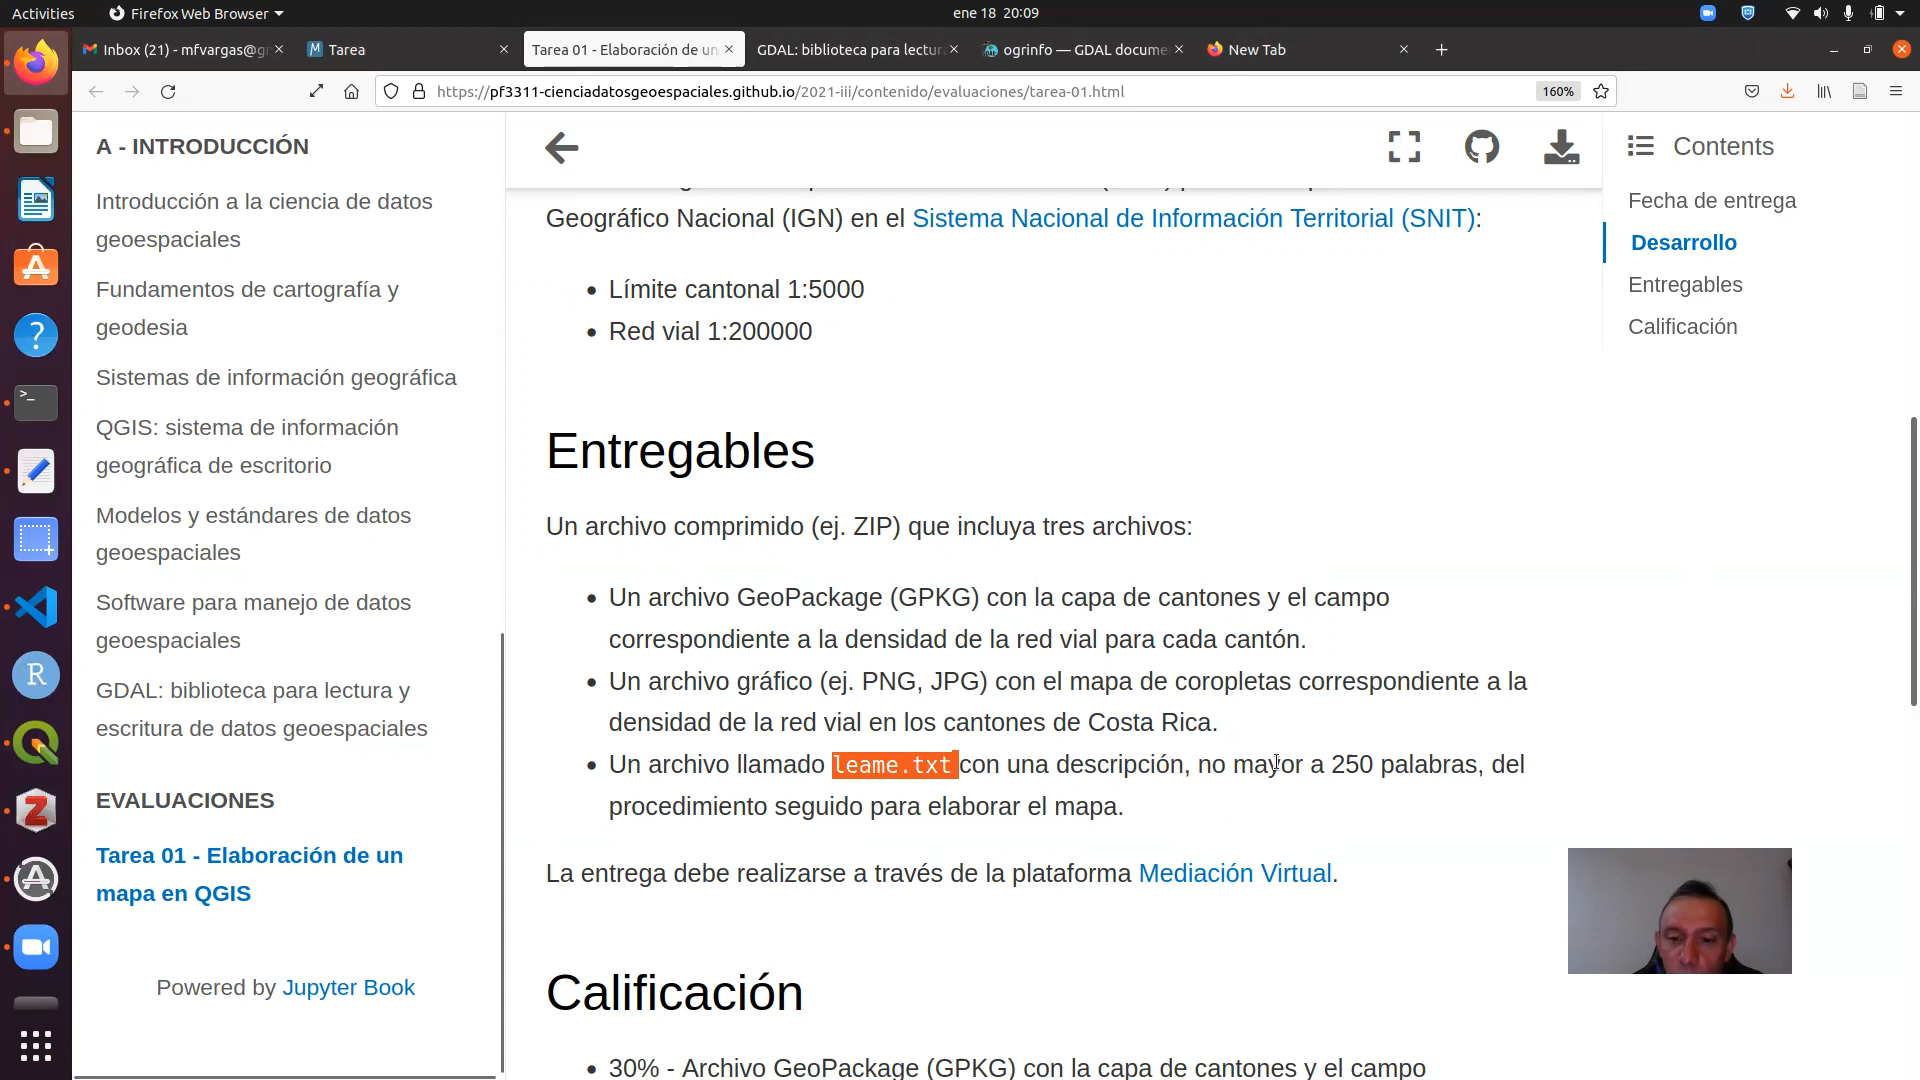 Activities
Firefox Web Browser
ene 18 20:09
Inbox (21) - mfvargas@g
Tarea
Tarea 01 - Elaboración de un
GDAL: biblioteca para lectur
ogrinfo — GDAL docume
New Tab
https://pf3311-cienciadatosgeoespaciales.github.io/2021-iii/contenido/evaluaciones/tarea-01.html
160%
A - INTRODUCCIÓN
Introducción a la ciencia de datos
geoespaciales
Fundamentos de cartografía y
geodesia
Sistemas de información geográfica
QGIS: sistema de información
geográfica de escritorio
Modelos y estándares de datos
geoespaciales
Software para manejo de datos
geoespaciales
GDAL: biblioteca para lectura y
escritura de datos geoespaciales
EVALUACIONES
Tarea 01 - Elaboración de un
mapa en QGIS
Powered by Jupyter Book
Geográfico Nacional (IGN) en el Sistema Nacional de Información Territorial (SNIT):
Límite cantonal 1:5000
Red vial 1:200000
Entregables
Un archivo comprimido (ej. ZIP) que incluya tres archivos:
Un archivo GeoPackage (GPKG) con la capa de cantones y el campo
correspondiente a la densidad de la red vial para cada cantón.
Un archivo gráfico (ej. PNG, JPG) con el mapa de coropletas correspondiente a la
densidad de la red vial en los cantones de Costa Rica.
Un archivo llamado leame.txt con una descripción, no mayor a 250 palabras, del
procedimiento seguido para elaborar el mapa.
La entrega debe realizarse a través de la plataforma Mediación Virtual.
Calificación
30% - Archivo GeoPackage (GPKG) con la capa de cantones y el campo
Contents
Fecha de entrega
Desarrollo
Entregables
Calificación